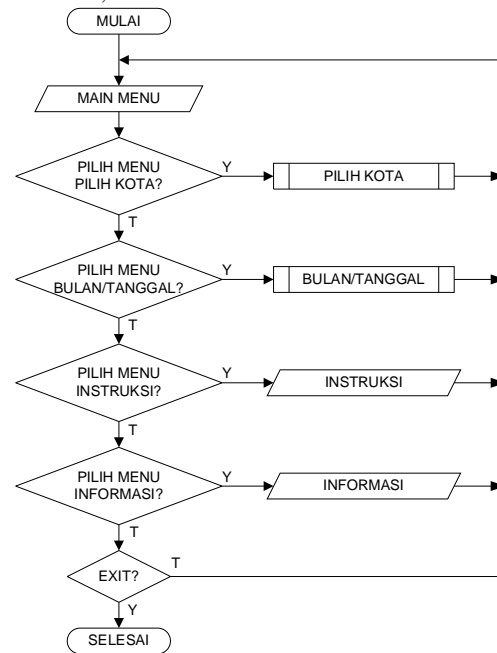 MULAI
MAIN MENU
PILIH MENU
PILIH KOTA?
Y
PILIH KOTA
T
PILIH MENU
BULAN/TANGGAL?
Y
BULAN/TANGGAL
T
PILIH MENU
INSTRUKSI?
Y
INSTRUKSI
T
PILIH MENU
INFORMASI?
Y
INFORMASI
T
EXIT?
T
Y
SELESAI